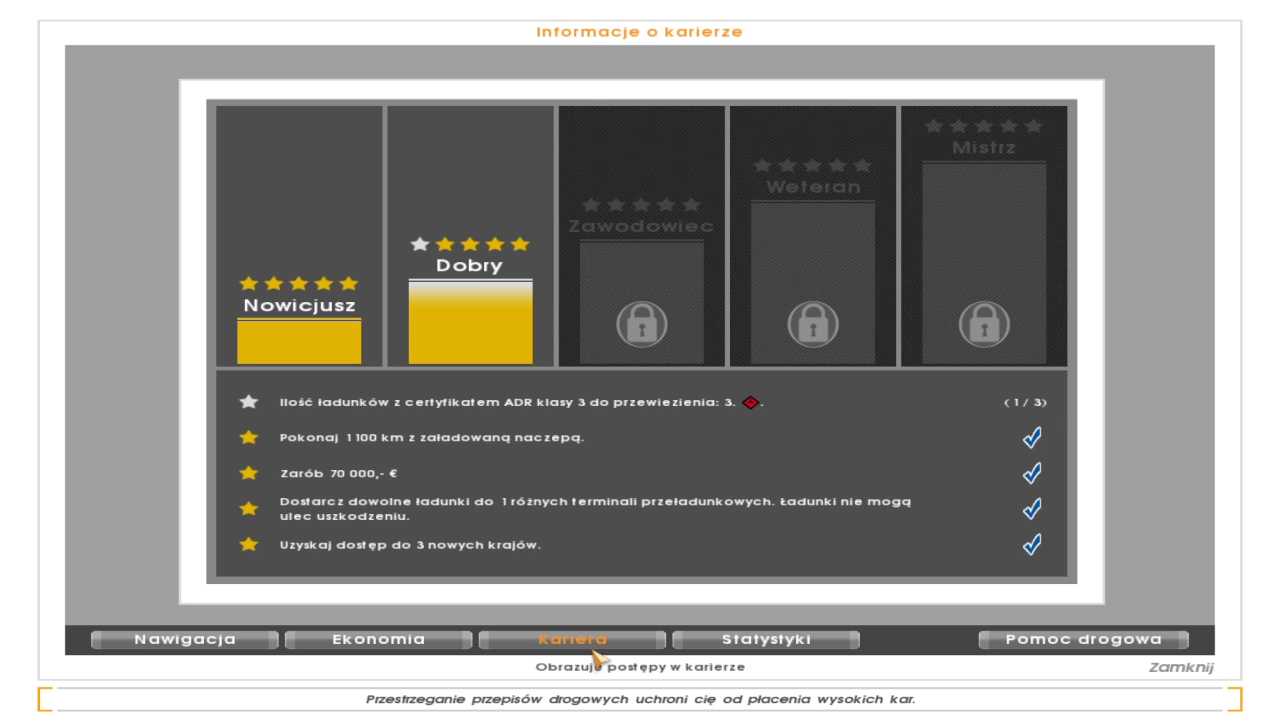 Informacje o karierze
Mistrz
Weteran
Zawodowiec
Dobry
Nowicjusz
Ilość ładunków z certyfikatem ADR klasy 3 do przewiezienia: 3. . (1 / 3)
Pokonaj 1100 km z załadowaną naczepą.
Zarób 70 000,- €
Dostarcz dowolne ładunki do 1 różnych terminali przeładunkowych. Ładunki nie mogą
ulec uszkodzeniu.
Uzyskaj dostęp do 3 nowych krajów.
Nawigacja Ekonomia Kariera Statystyki Pomoc drogowa
Obrazuje postępy w karierze Zamknij
Przestrzeganie przepisów drogowych uchroni cię od płacenia wysokich kar.